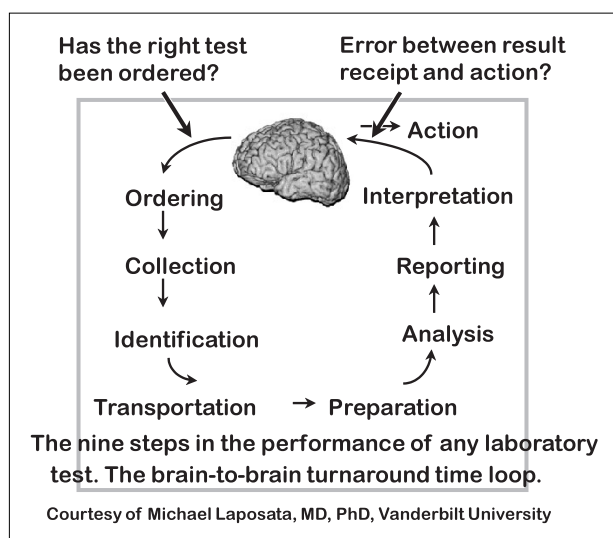 Has the right test
been ordered?
Error between result
receipt and action?
Action
Ordering
Interpretation
Collection
Reporting
Identification
Analysis
Transportation
Preparation
The nine steps in the performance of any laboratory
test. The brain-to-brain turnaround time loop.
Courtesy of Michael Laposata, MD, PhD, Vanderbilt University